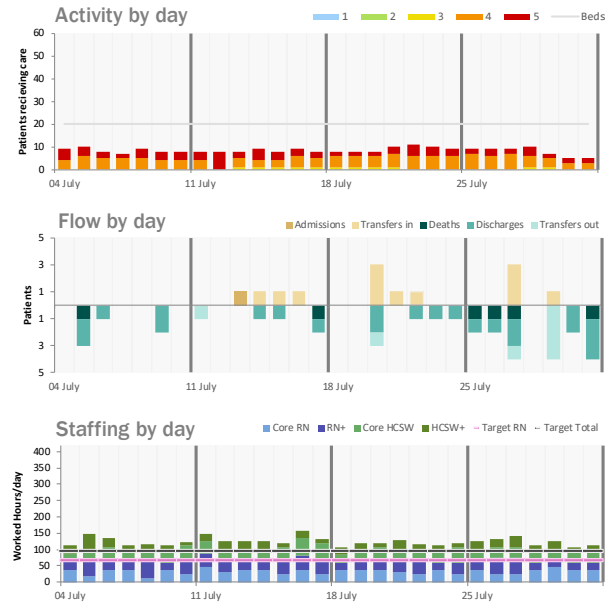 Activity by day
1 2 3 4 5 Beds
Patients recieving care
60
50
40
30
20
10
0
04 July 11 July 18 July 25 July
Flow by day
Admissions Transfers in Deaths Discharges Transfers out
Patients
5
3
1
1
3
5
04 July 11 July 18 July 25 July
Staffing by day
Core RN RN+ Core HCSW HCSW+ Target RN Target Total
Worked Hours/day
400
350
300
250
200
150
100
50
0
04 July 11 July 18 July 25 July